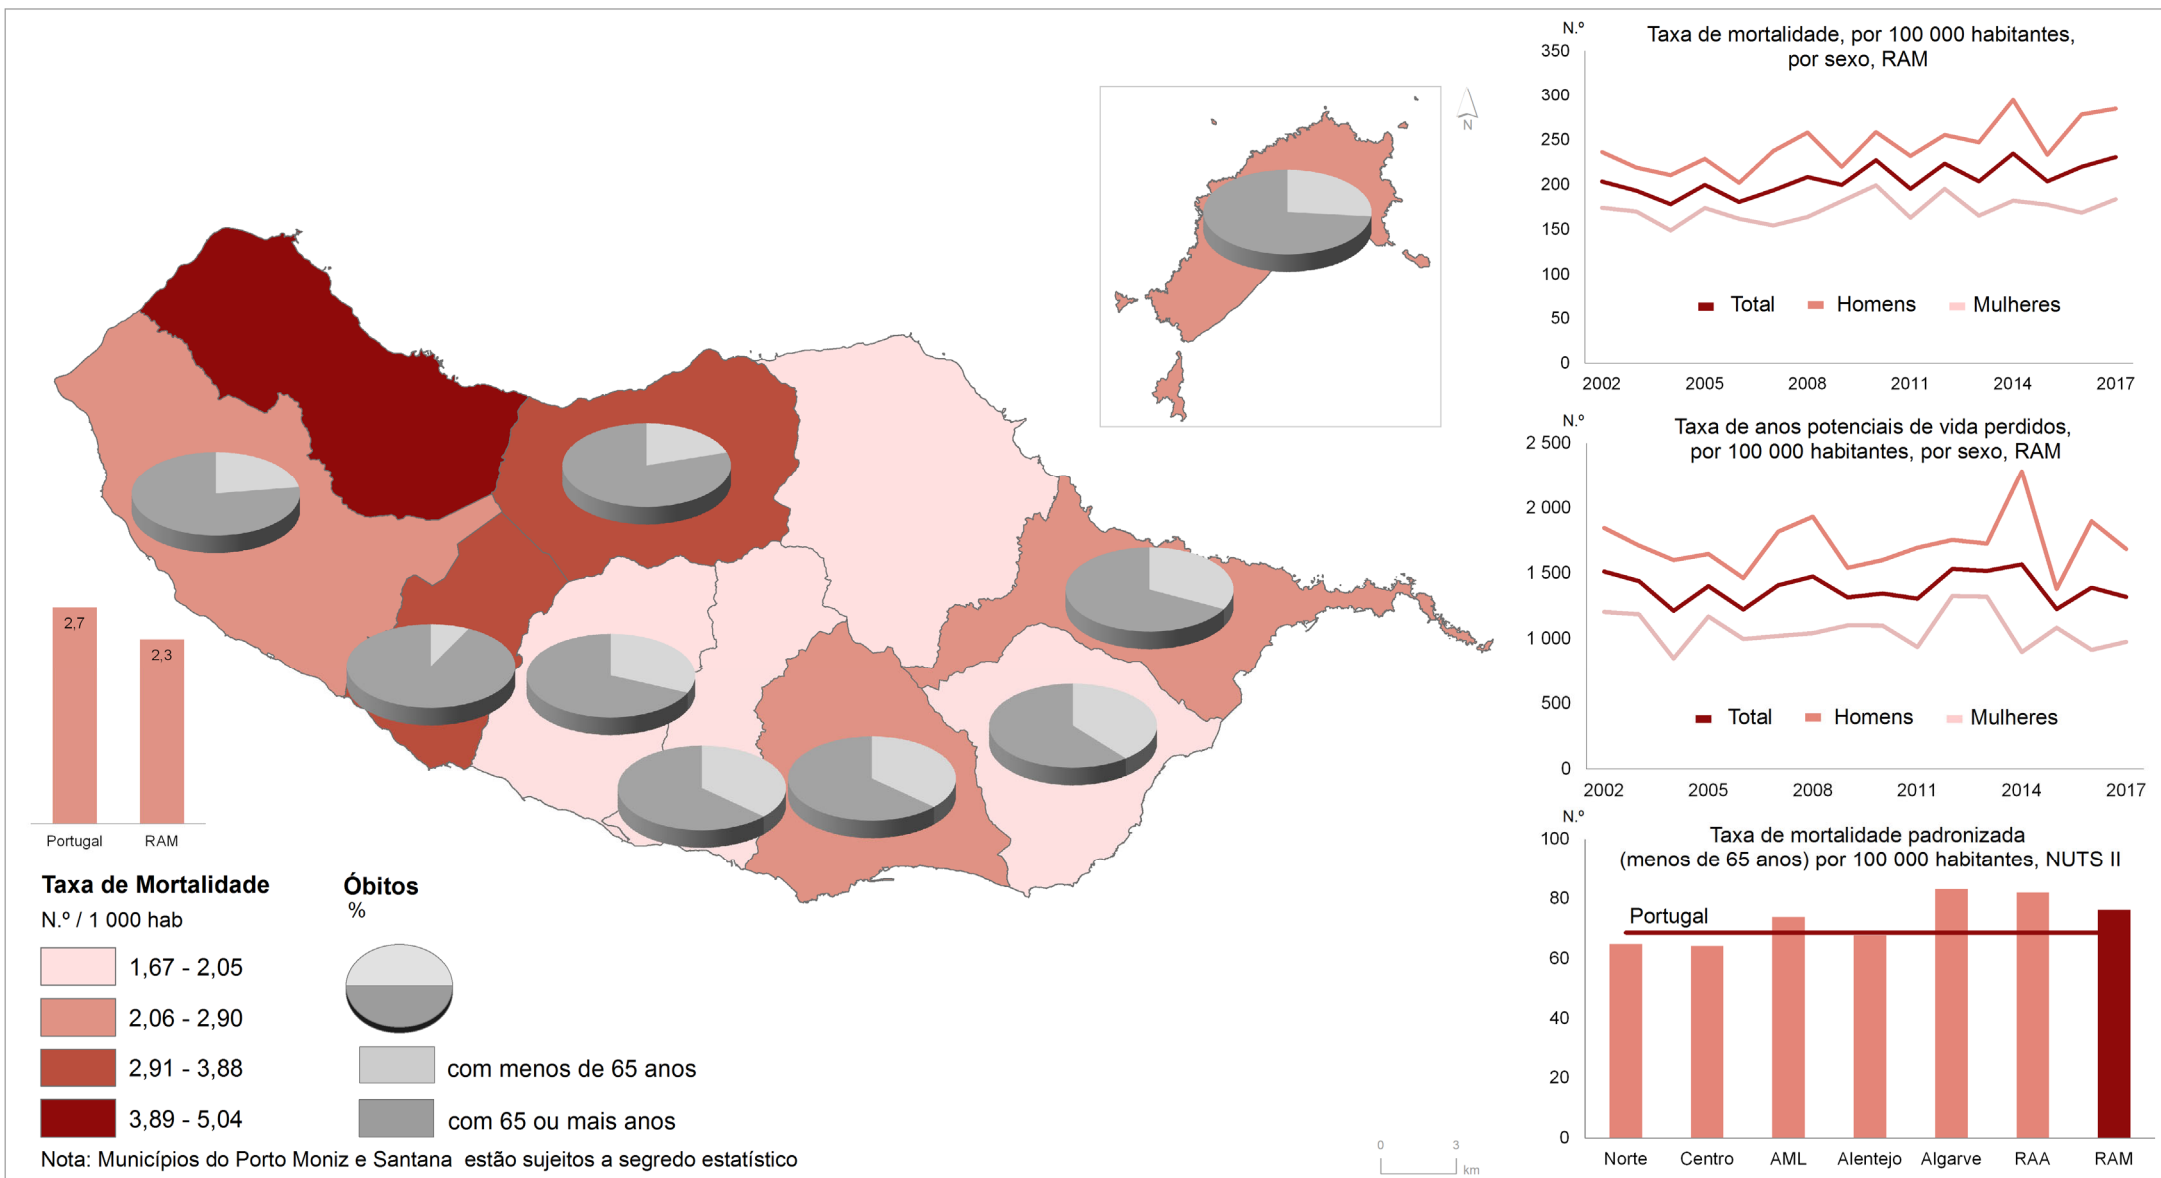 N
2,7
2,3
Portugal
RAM
Taxa de Mortalidade
N.º / 1 000 hab
1,67 - 2,05
2,06 - 2,90
2,91 - 3,88
3,89 - 5,04
Óbitos
%
com menos de 65 anos
com 65 ou mais anos
Nota: Municípios do Porto Moniz e Santana estão sujeitos a segredo estatístico
0
3
km
N.º
Taxa de mortalidade, por 100 000 habitantes,
por sexo, RAM
350
300
250
200
150
100
50
0
Total
Homens
Mulheres
2002
2005
2008
2011
2014
2017
N.º
Taxa de anos potenciais de vida perdidos,
por 100 000 habitantes, por sexo, RAM
2 500
2 000
1 500
1 000
500
0
Total
Homens
Mulheres
2002
2005
2008
2011
2014
2017
N.º
Taxa de mortalidade padronizada
(menos de 65 anos) por 100 000 habitantes, NUTS II
100
80
60
40
20
0
Portugal
Norte
Centro
AML
Alentejo
Algarve
RAA
RAM